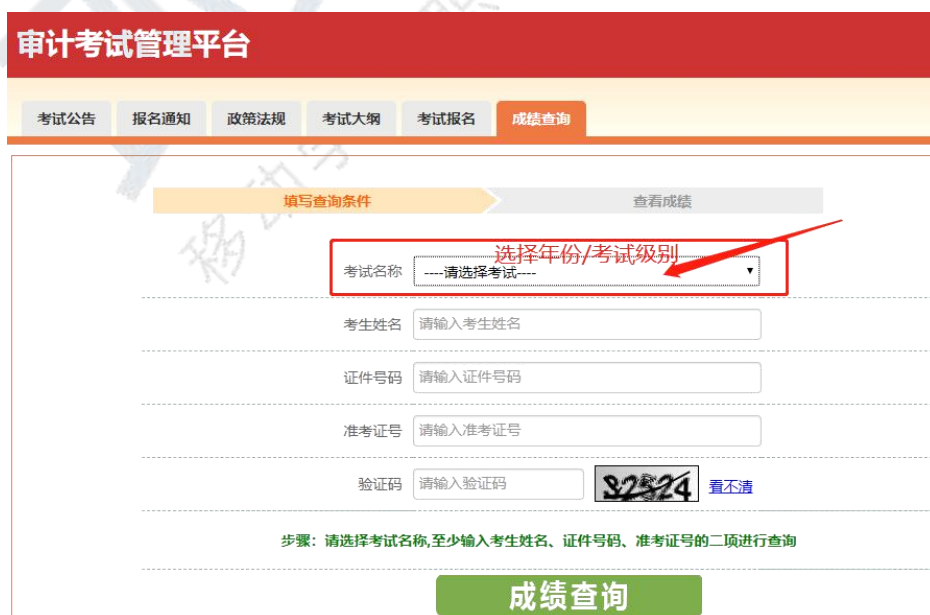 审计考试管理平台
考试公告 报名通知 政策法规 考试大纲 考试报名 成绩查询
填写查询条件 查看成绩
选择年份/考试级别
考试名称 ----请选择考试----
考生姓名 请输入考生姓名
证件号码 请输入证件号码
准考证号 请输入准考证号
验证码 请输入验证码 看不清
步骤：请选择考试名称,至少输入考生姓名、证件号码、准考证号的二项进行查询
成绩查询